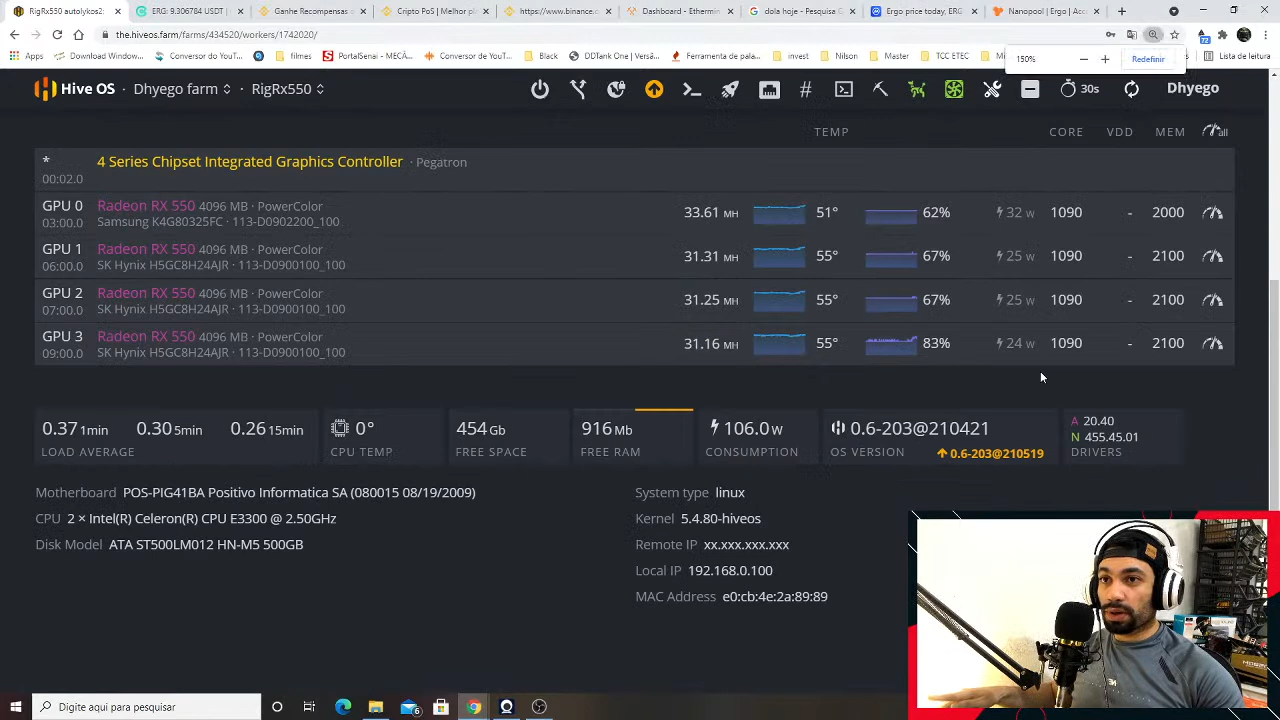 RigRx550 autolykos2:
CE: 9.306784 USDT |
Ganhe Recompensas c
Cripto PoS | Mercado
https://www.binance.c
Dashboard - Ethermin
dola hoje - Pesquisa G
Ergo price today, ERG
Nanopool | Ergo | Acc
the.hiveos.farm/farms/434520/workers/1742020/
72
Apps
Conversor do YouTu...
filmes
PortalSensi - MECÂ...
Conversor do YouTu...
DDTank One | Versã...
Ferramenta de pala...
invest
Nilson
Master
TCC ETEC
Lista de leitura
150%
Redefinir
Hive OS · Dhyego farm · RigRx550
30s
Dhyego
TEMP CORE VDD MEM all
* 4 Series Chipset Integrated Graphics Controller · Pegatron
00:02.0
GPU 0 Radeon RX 550 4096 MB · PowerColor
03:00.0 Samsung K4G80325FC · 113-D0902200_100
33.61 MH 51° 62% 32 W 1090 - 2000
GPU 1 Radeon RX 550 4096 MB · PowerColor
06:00.0 SK Hynix H5GC8H24AJR · 113-D0900100_100
31.31 MH 55° 67% 25 W 1090 - 2100
GPU 2 Radeon RX 550 4096 MB · PowerColor
07:00.0 SK Hynix H5GC8H24AJR · 113-D0900100_100
31.25 MH 55° 67% 25 W 1090 - 2100
GPU 3 Radeon RX 550 4096 MB · PowerColor
09:00.0 SK Hynix H5GC8H24AJR · 113-D0900100_100
31.16 MH 55° 83% 24 W 1090 - 2100
0.37 1min 0.30 5min 0.26 15min
LOAD AVERAGE
0°
CPU TEMP
454 Gb
FREE SPACE
916 Mb
FREE RAM
106.0 W
CONSUMPTION
0.6-203@210421
OS VERSION 0.6-203@210519
A 20.40
N 455.45.01
DRIVERS
Motherboard POS-PIG41BA Positivo Informatica SA (080015 08/19/2009)
CPU 2 × Intel(R) Celeron(R) CPU E3300 @ 2.50GHz
Disk Model ATA ST500LM012 HN-M5 500GB
System type linux
Kernel 5.4.80-hiveos
Remote IP xx.xxx.xxx.xxx
Local IP 192.168.0.100
MAC Address e0:cb:4e:2a:89:89
Digite aqui para pesquisar
6